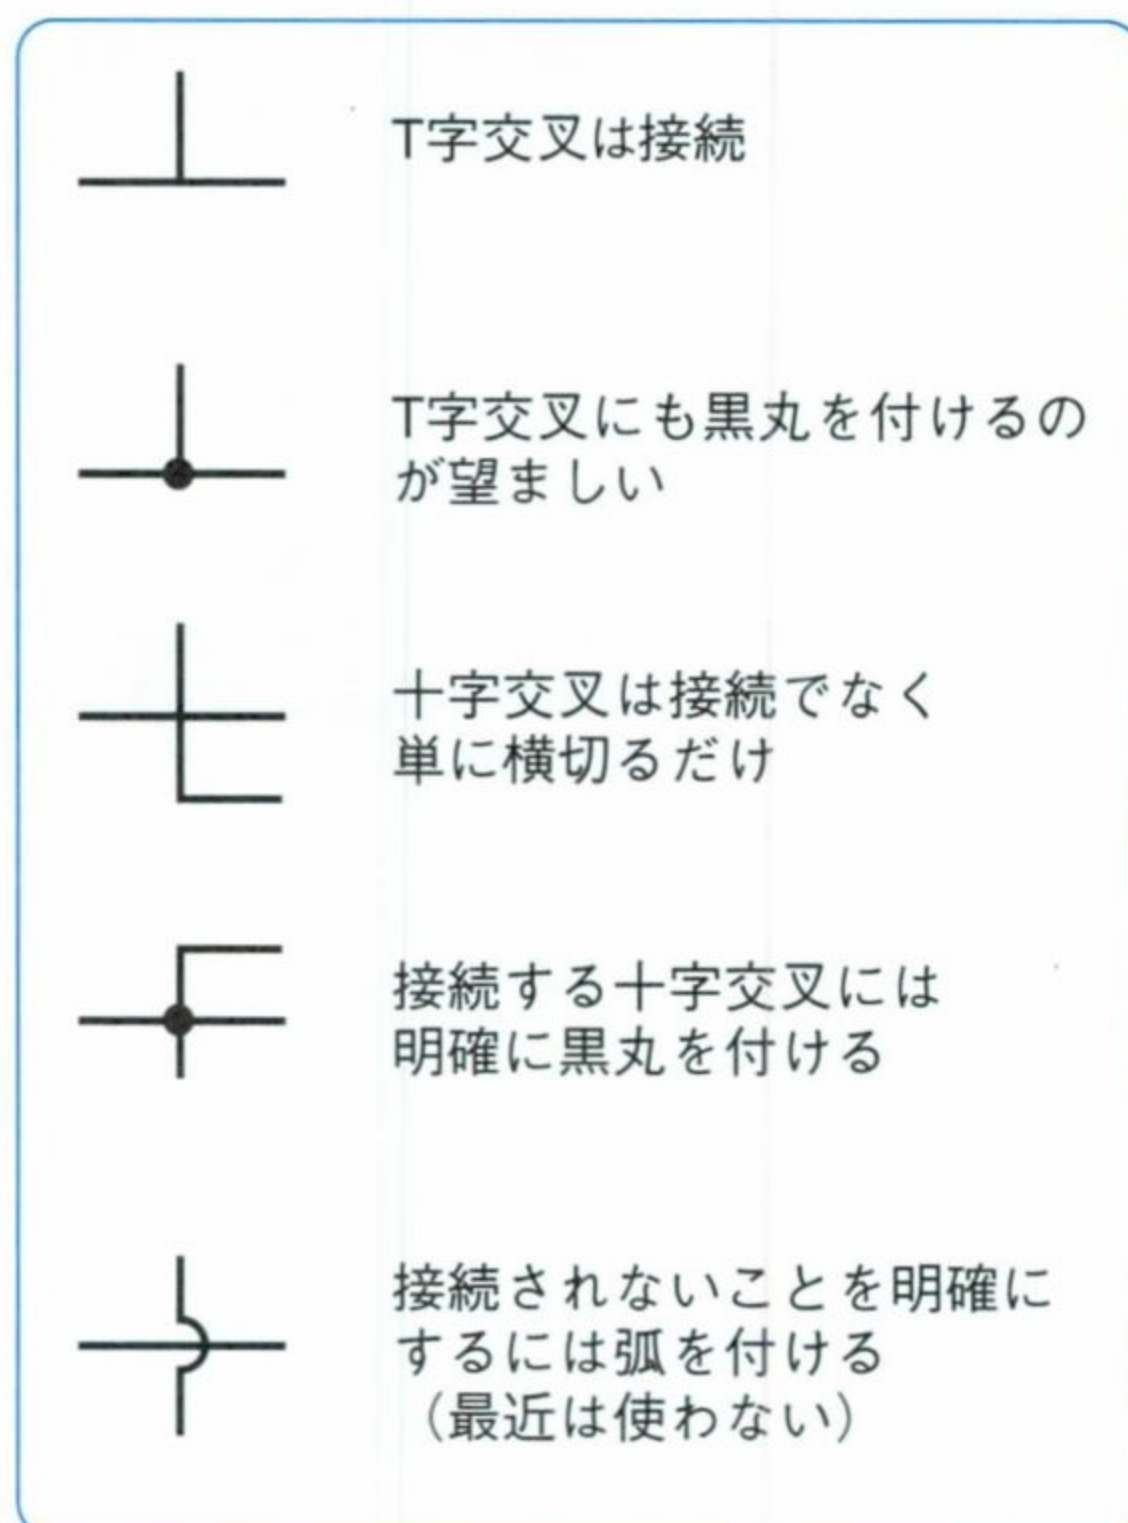 T字交叉は接続
T字交叉にも黒丸を付けるの
が望ましい
十字交叉は接続でなく
単に横切るだけ
接続する十字交叉には
明確に黒丸を付ける
接続されないことを明確に
するには弧を付ける
（最近は使わない）